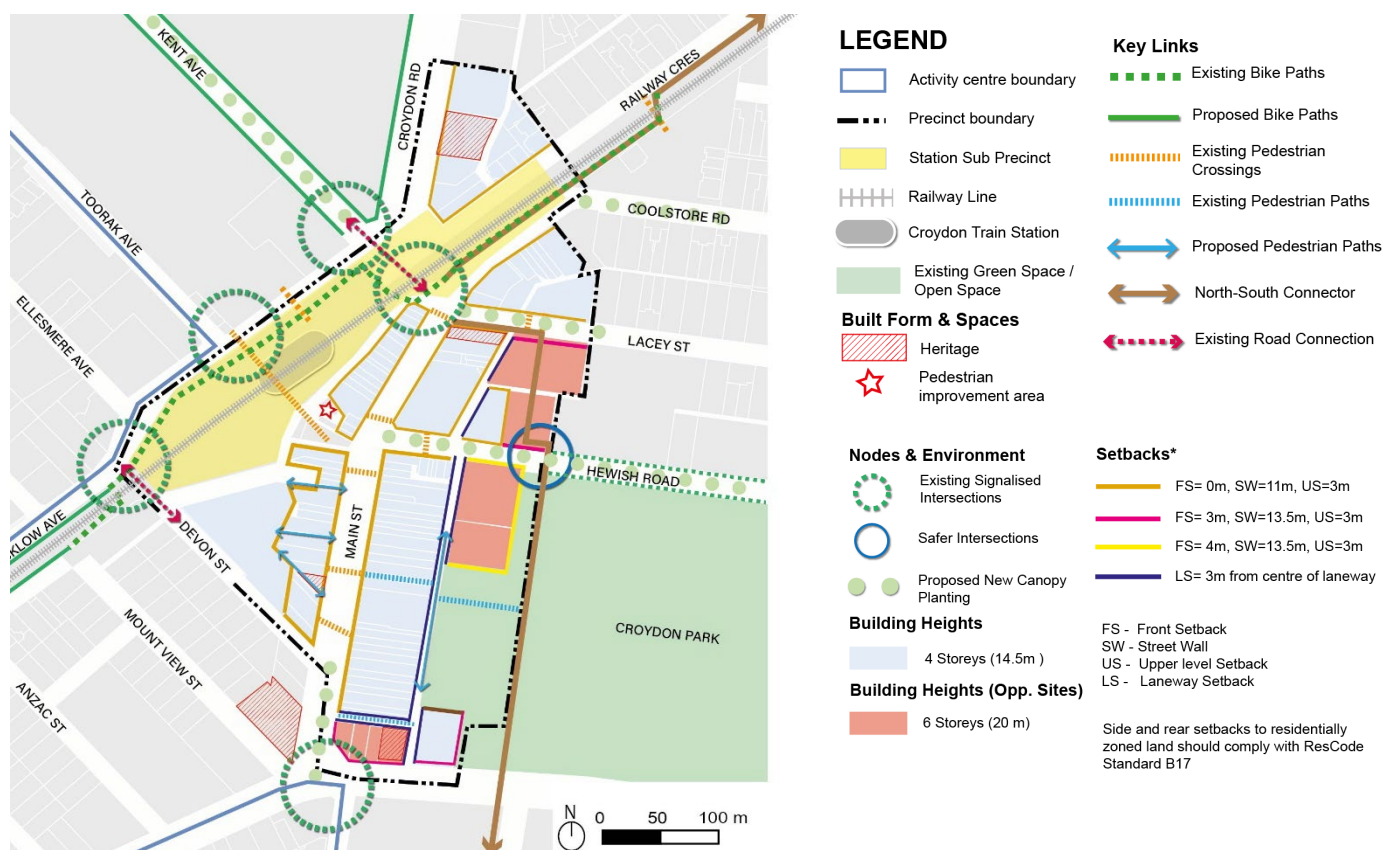 KENT AVE
CROYDON RD
RAILWAY CRES
TOORAK AVE
COOLSTORE RD
ELLESMERE AVE
LACEY ST
HEWISH ROAD
MAIN ST
KLOW AVE
DEVON ST
MOUNT VIEW ST
CROYDON PARK
ANZAC ST
N
0 50 100 m
LEGEND
Activity centre boundary
Precinct boundary
Station Sub Precinct
Railway Line
Croydon Train Station
Existing Green Space /
Open Space
Built Form & Spaces
Heritage
Pedestrian
improvement area
Nodes & Environment
Existing Signalised
Intersections
Safer Intersections
Proposed New Canopy
Planting
Building Heights
4 Storeys (14.5m )
Building Heights (Opp. Sites)
6 Storeys (20 m)
Key Links
Existing Bike Paths
Proposed Bike Paths
Existing Pedestrian
Crossings
Existing Pedestrian Paths
Proposed Pedestrian Paths
North-South Connector
Existing Road Connection
Setbacks*
FS= 0m, SW=11m, US=3m
FS= 3m, SW=13.5m, US=3m
FS= 4m, SW=13.5m, US=3m
LS= 3m from centre of laneway
FS - Front Setback
SW - Street Wall
US - Upper level Setback
LS - Laneway Setback
Side and rear setbacks to residentially
zoned land should comply with ResCode
Standard B17